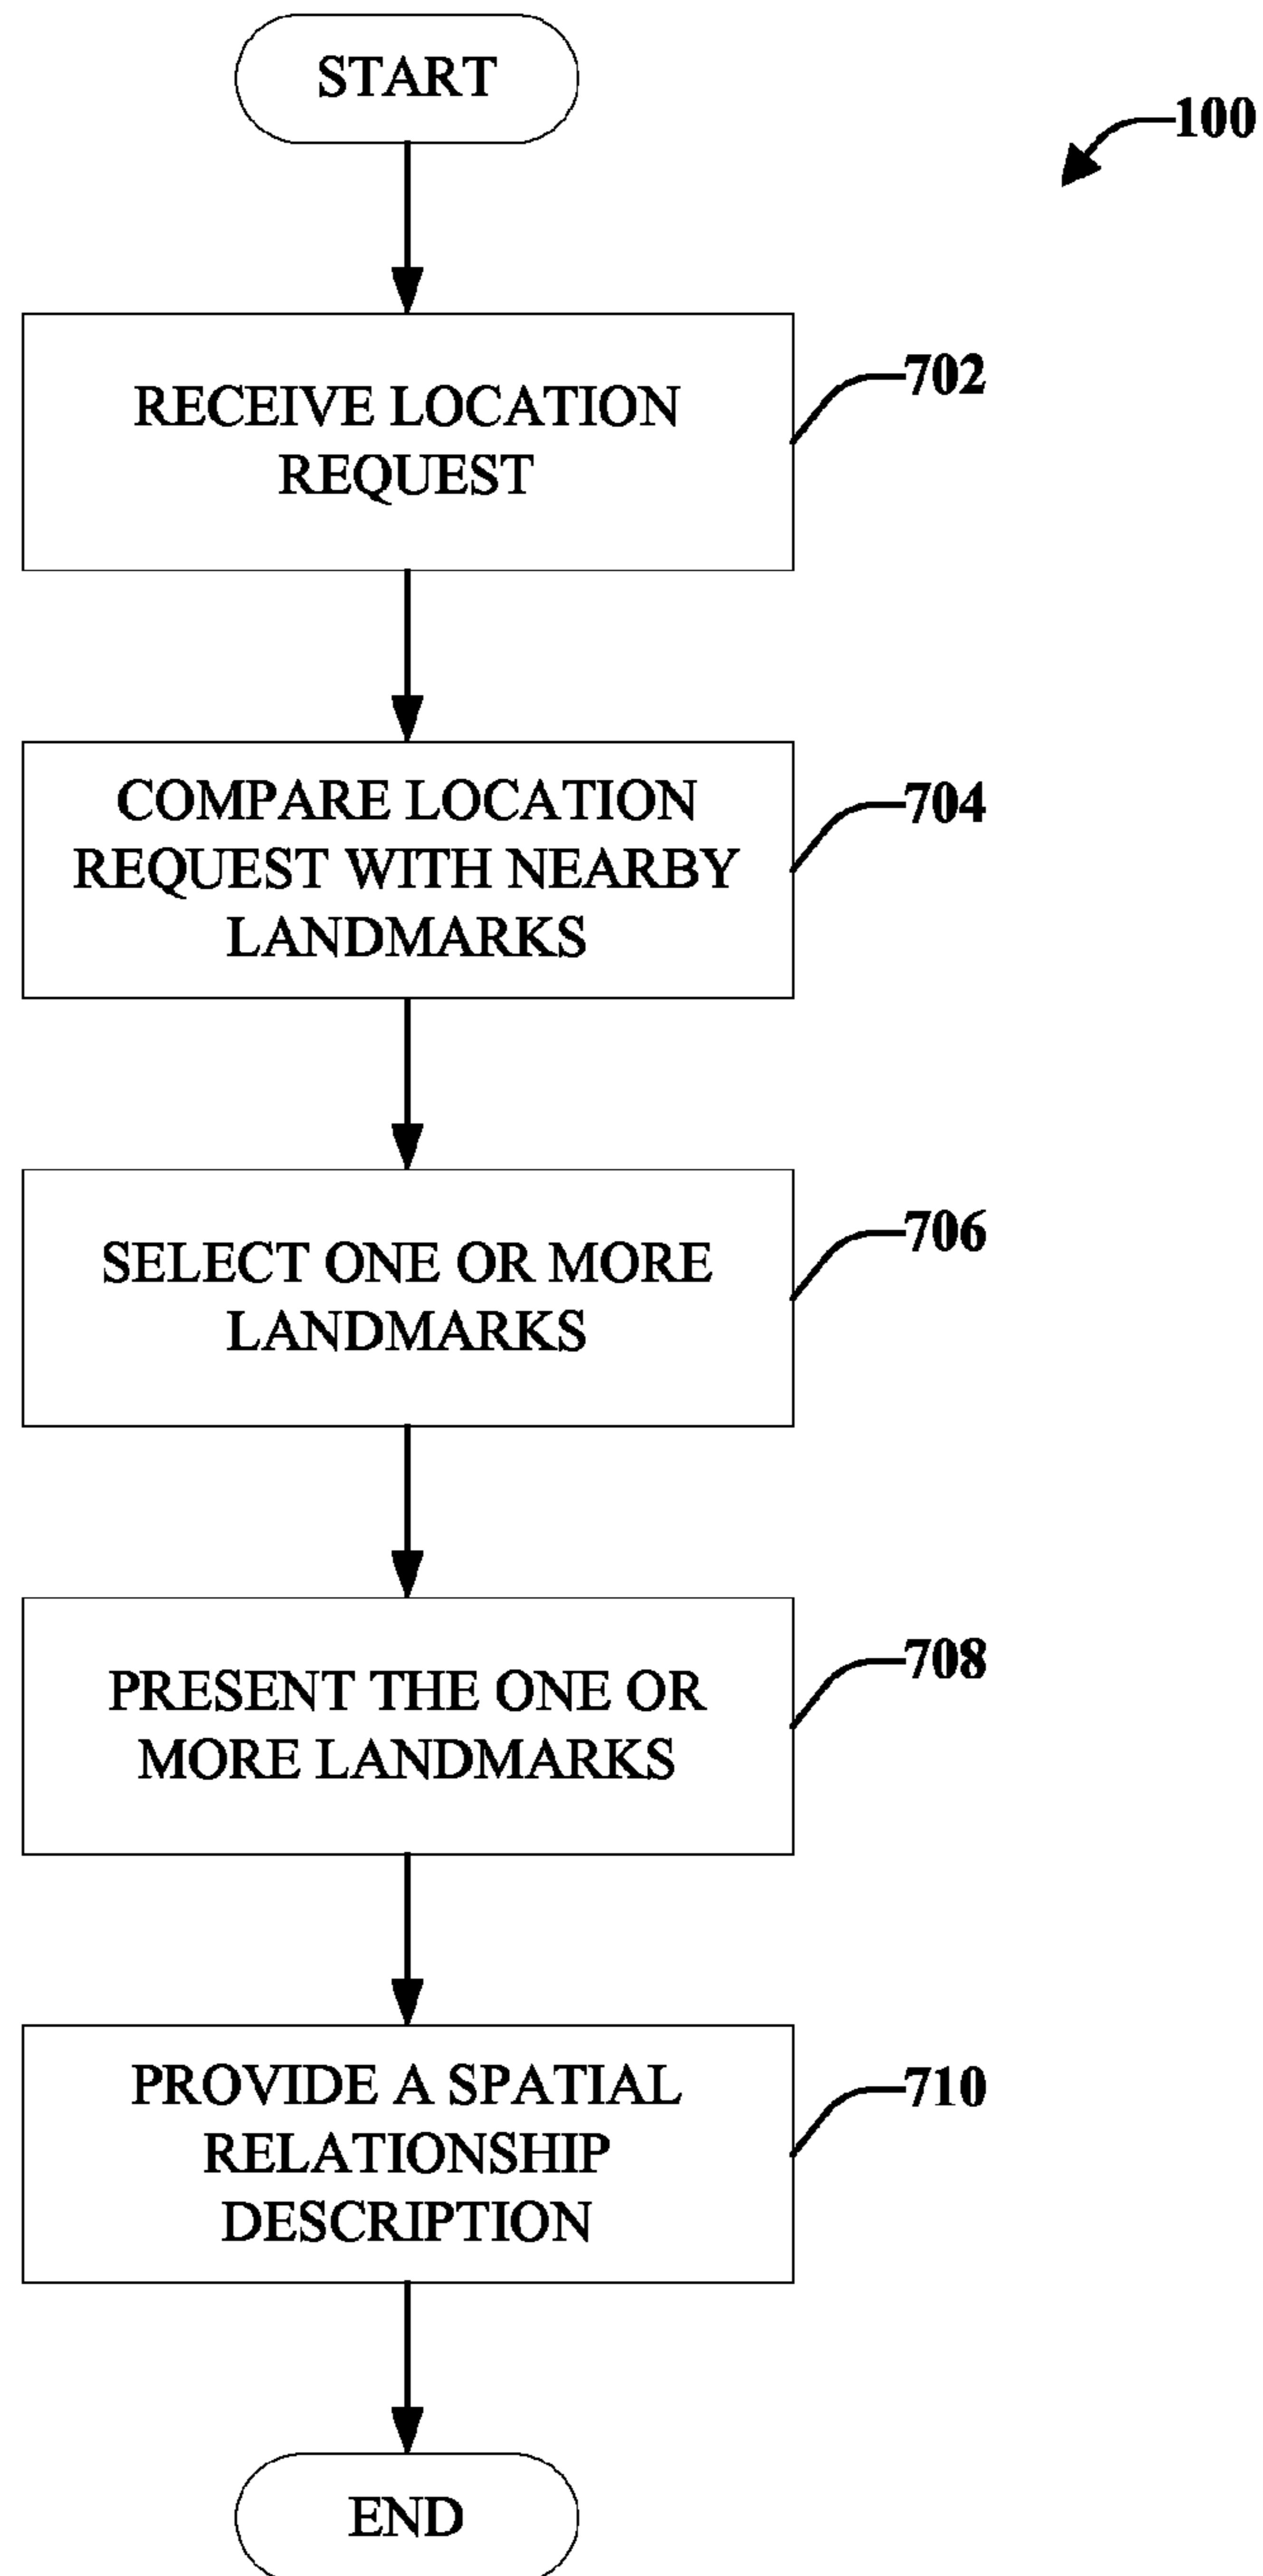 START
100
RECEIVE LOCATION
REQUEST
702
COMPARE LOCATION
REQUEST WITH NEARBY
LANDMARKS
704
SELECT ONE OR MORE
LANDMARKS
706
PRESENT THE ONE OR
MORE LANDMARKS
708
PROVIDE A SPATIAL
RELATIONSHIP
DESCRIPTION
710
END